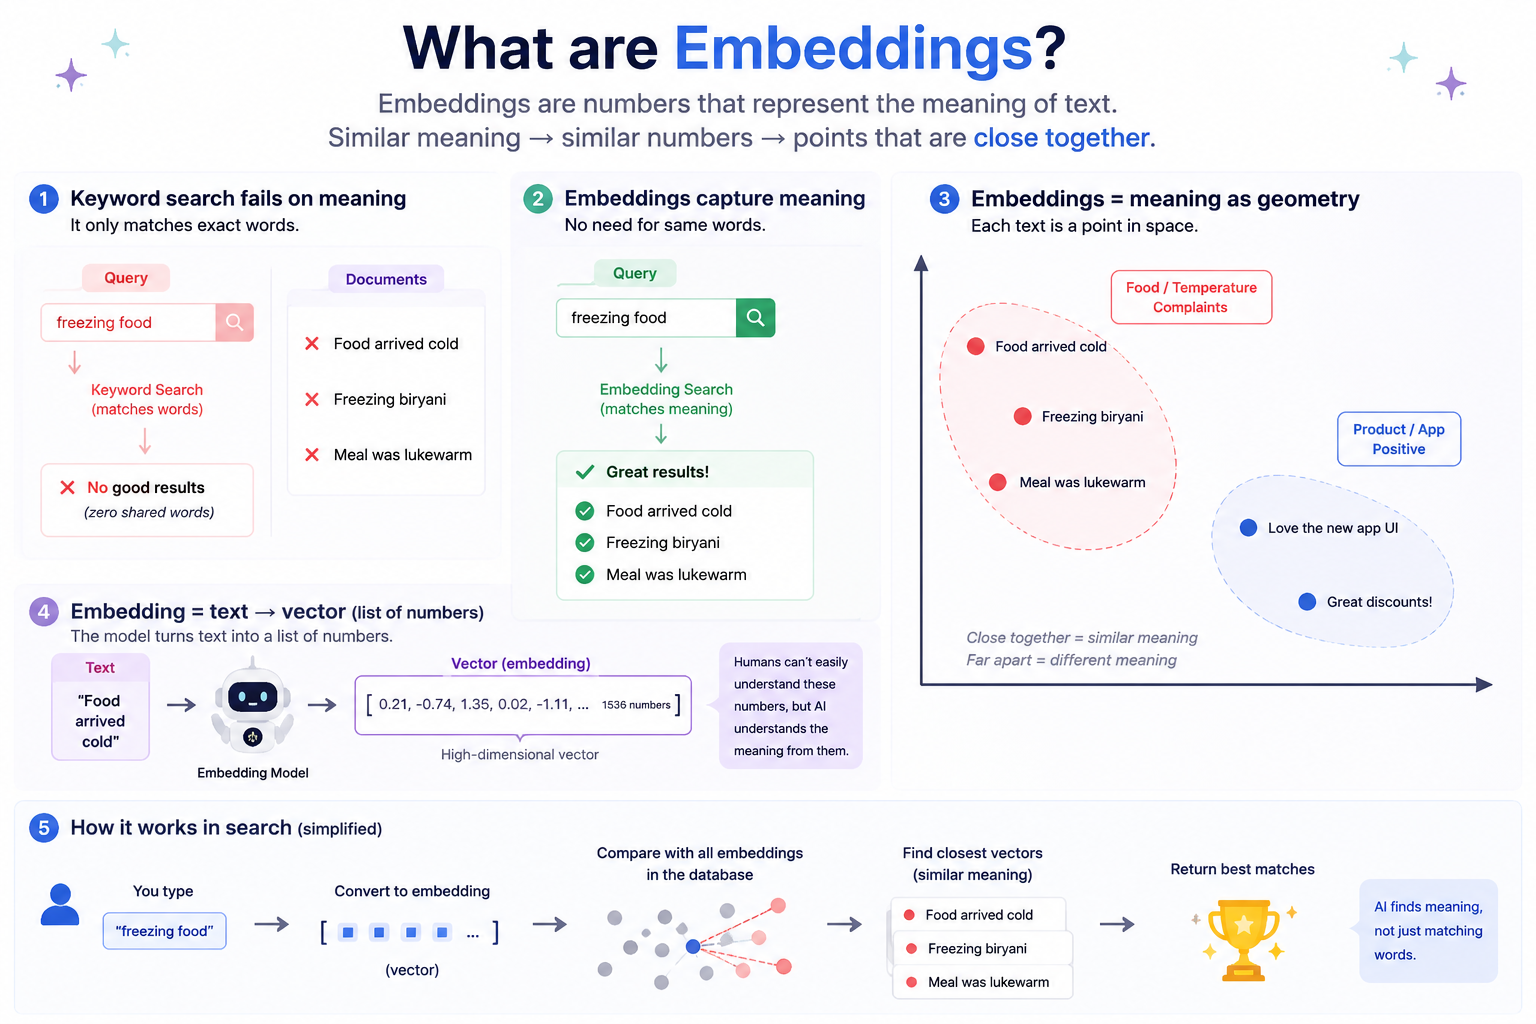 What are Embeddings?
Embeddings are numbers that represent the meaning of text.
Similar meaning → similar numbers → points that are close together.
1 Keyword search fails on meaning
It only matches exact words.
Query
freezing food
Keyword Search
(matches words)
No good results
(zero shared words)
Documents
Food arrived cold
Freezing biryani
Meal was lukewarm
2 Embeddings capture meaning
No need for same words.
Query
freezing food
Embedding Search
(matches meaning)
Great results!
Food arrived cold
Freezing biryani
Meal was lukewarm
3 Embeddings = meaning as geometry
Each text is a point in space.
Food / Temperature
Complaints
Food arrived cold
Freezing biryani
Meal was lukewarm
Product / App
Positive
Love the new app UI
Great discounts!
Close together = similar meaning
Far apart = different meaning
4 Embedding = text → vector (list of numbers)
The model turns text into a list of numbers.
Text
"Food
arrived
cold"
Embedding Model
Vector (embedding)
[ 0.21, -0.74, 1.35, 0.02, -1.11, ... 1536 numbers ]
High-dimensional vector
Humans can't easily
understand these
numbers, but AI
understands the
meaning from them.
5 How it works in search (simplified)
You type
"freezing food"
Convert to embedding
[ ... ]
(vector)
Compare with all embeddings
in the database
Find closest vectors
(similar meaning)
Food arrived cold
Freezing biryani
Meal was lukewarm
Return best matches
AI finds meaning,
not just matching
words.